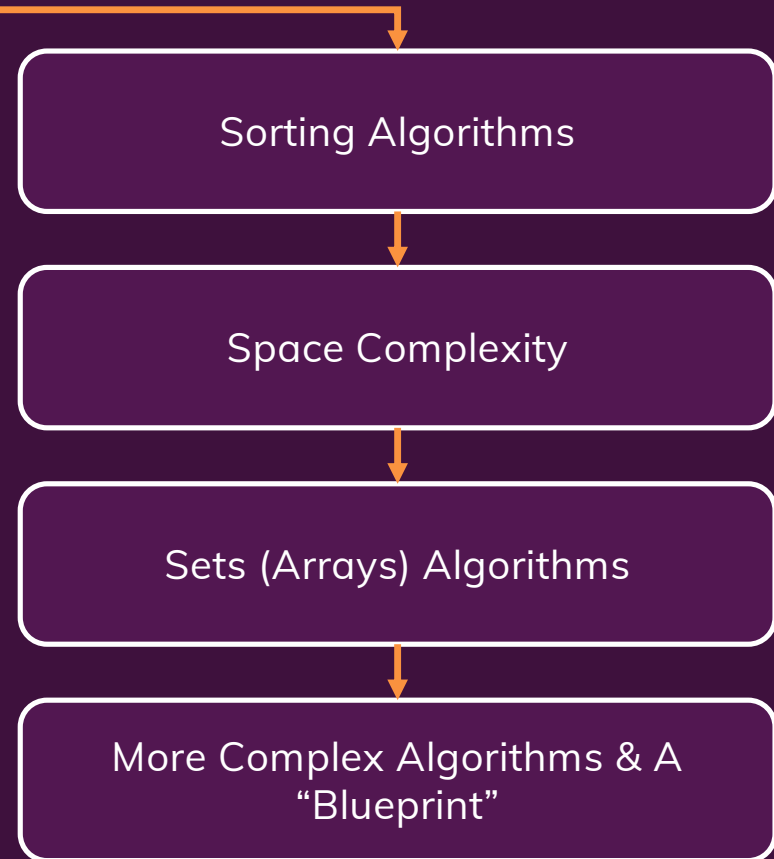 Sorting Algorithms
Space Complexity
Sets (Arrays) Algorithms
More Complex Algorithms & A
“Blueprint”